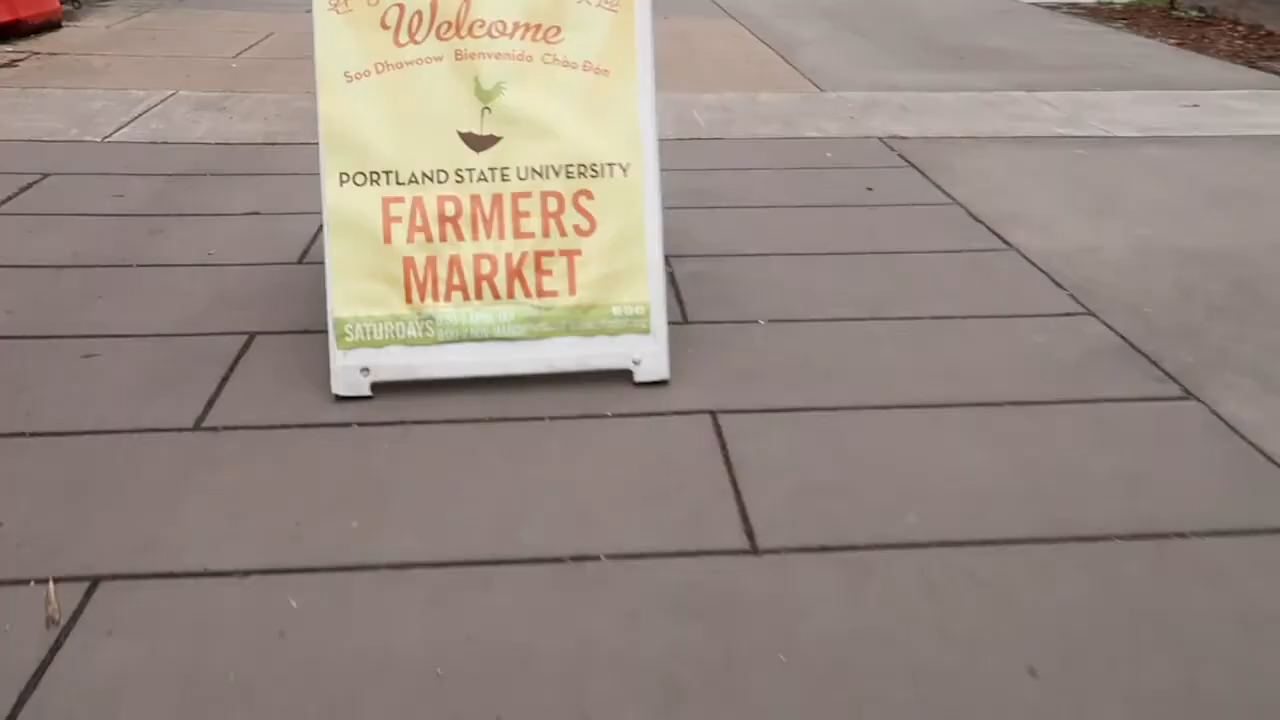 Welcome
Soo Dhawoow Bienvenido Chào Đón
PORTLAND STATE UNIVERSITY
FARMERS
MARKET
SATURDAYS